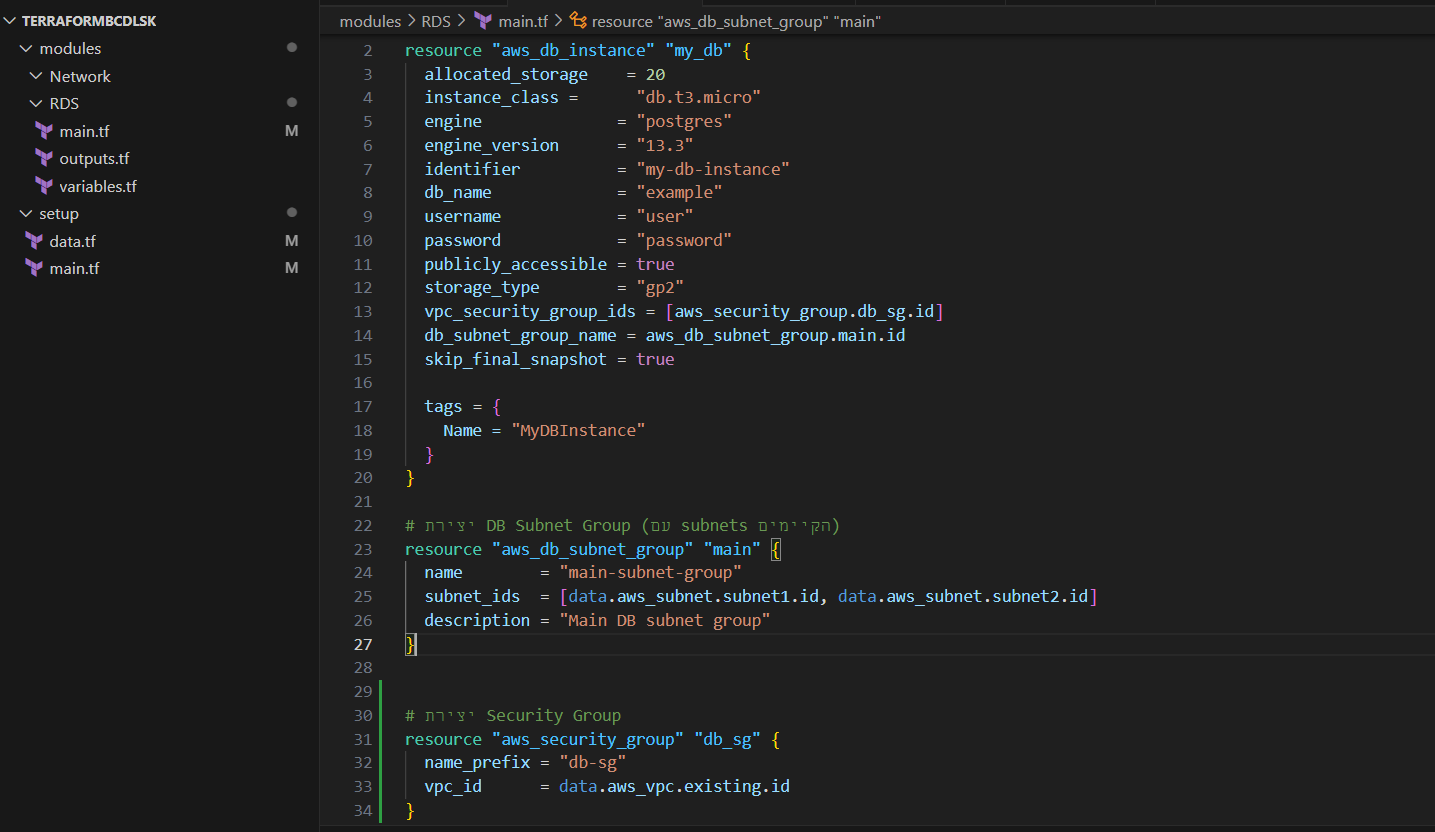 TERRAFORMBCDLSK
modules
Network
RDS
main.tf M
outputs.tf
variables.tf
setup
data.tf M
main.tf M
modules > RDS > main.tf > resource "aws_db_subnet_group" "main"
2 resource "aws_db_instance" "my_db" {
3 allocated_storage    = 20
4 instance_class =      "db.t3.micro"
5 engine              = "postgres"
6 engine_version      = "13.3"
7 identifier          = "my-db-instance"
8 db_name             = "example"
9 username            = "user"
10 password            = "password"
11 publicly_accessible = true
12 storage_type        = "gp2"
13 vpc_security_group_ids = [aws_security_group.db_sg.id]
14 db_subnet_group_name = aws_db_subnet_group.main.id
15 skip_final_snapshot = true
16
17 tags = {
18 Name = "MyDBInstance"
19 }
20 }
21
22 # יצירת DB Subnet Group (עם subnets הקיימים)
23 resource "aws_db_subnet_group" "main" {
24 name        = "main-subnet-group"
25 subnet_ids  = [data.aws_subnet.subnet1.id, data.aws_subnet.subnet2.id]
26 description = "Main DB subnet group"
27 }
28
29
30 # יצירת Security Group
31 resource "aws_security_group" "db_sg" {
32 name_prefix = "db-sg"
33 vpc_id      = data.aws_vpc.existing.id
34 }